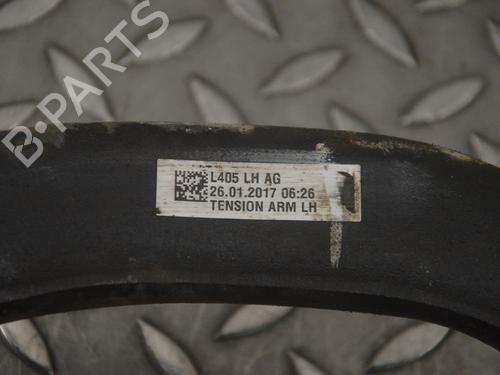 B-Parts
L405 LH AG
26.01.2017 06:26
TENSION ARM LH